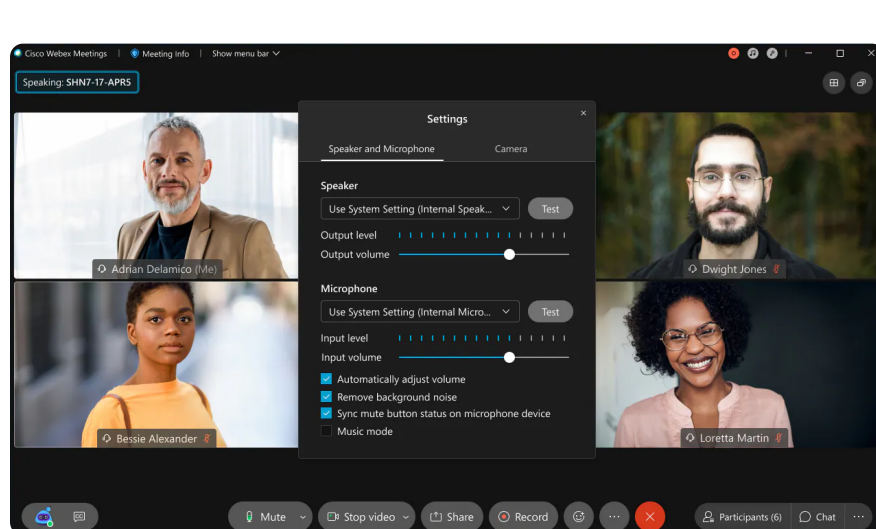 Cisco Webex Meetings | Meeting Info | Show menu bar
Speaking: SHN7-17-APR5
Settings
Speaker and Microphone Camera
Speaker
Use System Setting (Internal Speak... Test
Output level
Output volume
Microphone
Use System Setting (Internal Micro... Test
Input level
Input volume
Automatically adjust volume
Remove background noise
Sync mute button status on microphone device
Music mode
Adrian Delamico (Me)
Dwight Jones
Bessie Alexander
Loretta Martin
CC
Mute Stop video Share Record ... Participants (6) Chat ...